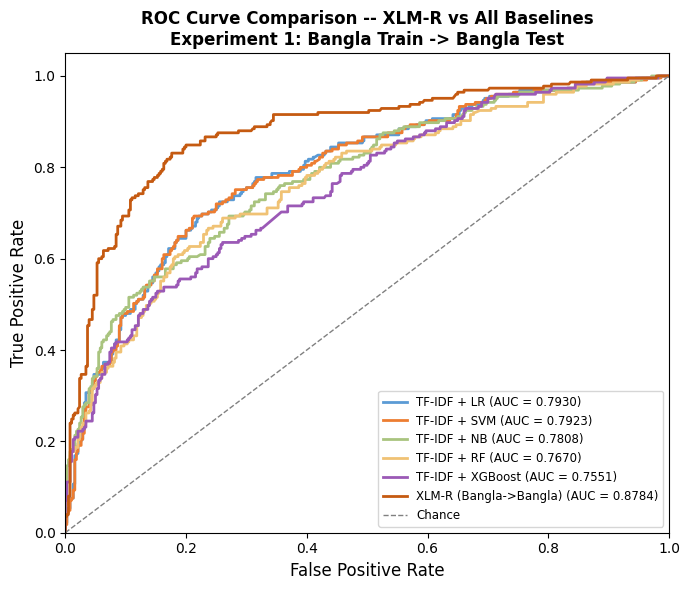 ROC Curve Comparison -- XLM-R vs All Baselines
Experiment 1: Bangla Train -> Bangla Test
True Positive Rate
1.0
0.8
0.6
0.4
0.2
0.0
TF-IDF + LR (AUC = 0.7930)
TF-IDF + SVM (AUC = 0.7923)
TF-IDF + NB (AUC = 0.7808)
TF-IDF + RF (AUC = 0.7670)
TF-IDF + XGBoost (AUC = 0.7551)
XLM-R (Bangla->Bangla) (AUC = 0.8784)
Chance
0.0 0.2 0.4 0.6 0.8 1.0
False Positive Rate